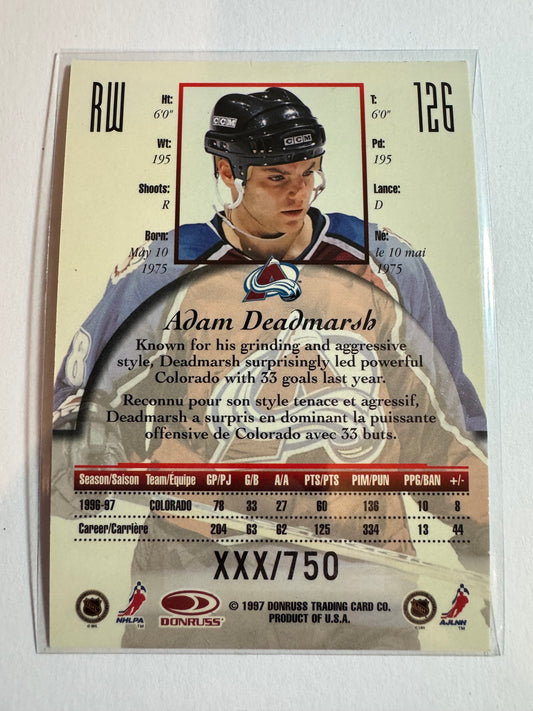 RW
126
Ht:
6'0"
T:
6'0"
Wt:
195
Pd:
195
Shoots:
R
Lance:
D
Born:
May 10
1975
Né:
le 10 mai
1975
CCM
CCM
Adam Deadmarsh
Known for his grinding and aggressive
style, Deadmarsh surprisingly led powerful
Colorado with 33 goals last year.
Reconnu pour son style tenace et agressif,
Deadmarsh a surpris en dominant la puissante
offensive de Colorado avec 33 buts.
8
Season/Saison Team/Équipe GP/PJ G/B A/A PTS/PTS PIM/PUN PPG/BAN +/-
1996-97 COLORADO 78 33 27 60 136 10 8
Career/Carrière 204 63 62 125 334 13 44
XXX/750
NHLPA
TM
DONRUSS
© 1997 DONRUSS TRADING CARD CO.
PRODUCT OF U.S.A.
AJLNH
TM